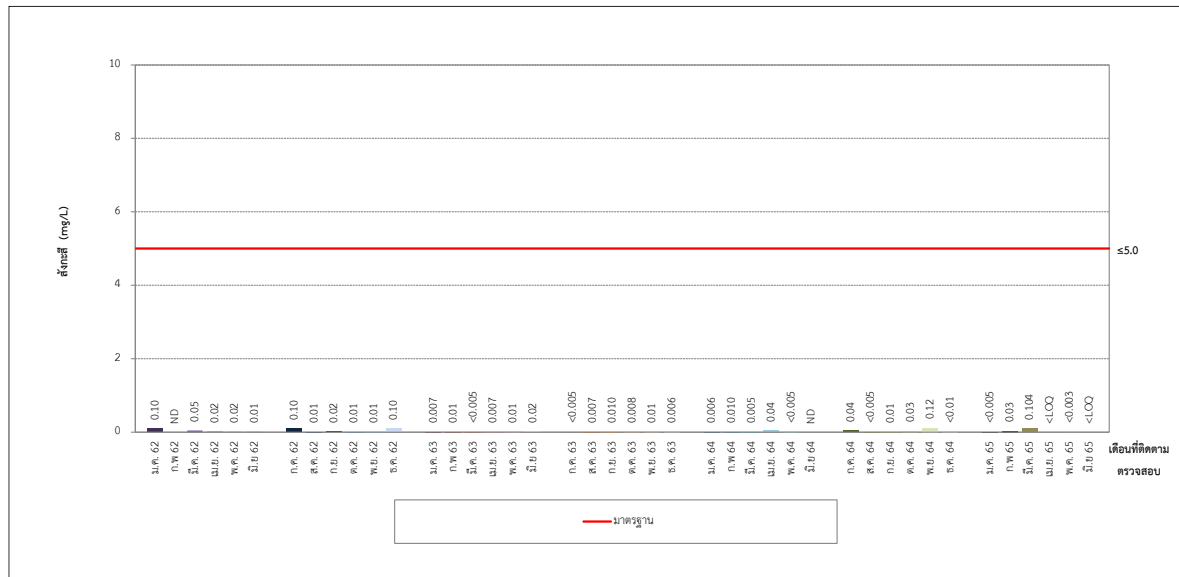 สังกะสี (mg/L)
10
8
6
4
2
0
≤5.0
0.10 ND 0.05 0.02 0.02 0.01 0.10 0.01 0.02 0.01 0.01 0.10 0.007 0.01 <0.005 0.007 0.01 0.02 <0.005 0.007 0.010 0.008 0.01 0.006 0.006 0.010 0.005 0.04 <0.005 ND 0.04 <0.005 0.01 0.03 0.12 <0.01 <0.005 0.03 0.104 <LOQ <0.003 <LOQ
ม.ค. 62 ก.พ 62 มี.ค. 62 เม.ย. 62 พ.ค. 62 มิ.ย 62 ก.ค. 62 ส.ค. 62 ก.ย. 62 ต.ค. 62 พ.ย. 62 ธ.ค. 62 ม.ค. 63 ก.พ 63 มี.ค. 63 เม.ย. 63 พ.ค. 63 มิ.ย 63 ก.ค. 63 ส.ค. 63 ก.ย. 63 ต.ค. 63 พ.ย. 63 ธ.ค. 63 ม.ค. 64 ก.พ 64 มี.ค. 64 เม.ย. 64 พ.ค. 64 มิ.ย 64 ก.ค. 64 ส.ค. 64 ก.ย. 64 ต.ค. 64 พ.ย. 64 ธ.ค. 64 ม.ค. 65 ก.พ 65 มี.ค. 65 เม.ย. 65 พ.ค. 65 มิ.ย 65
เดือนที่ติดตาม
ตรวจสอบ
มาตรฐาน